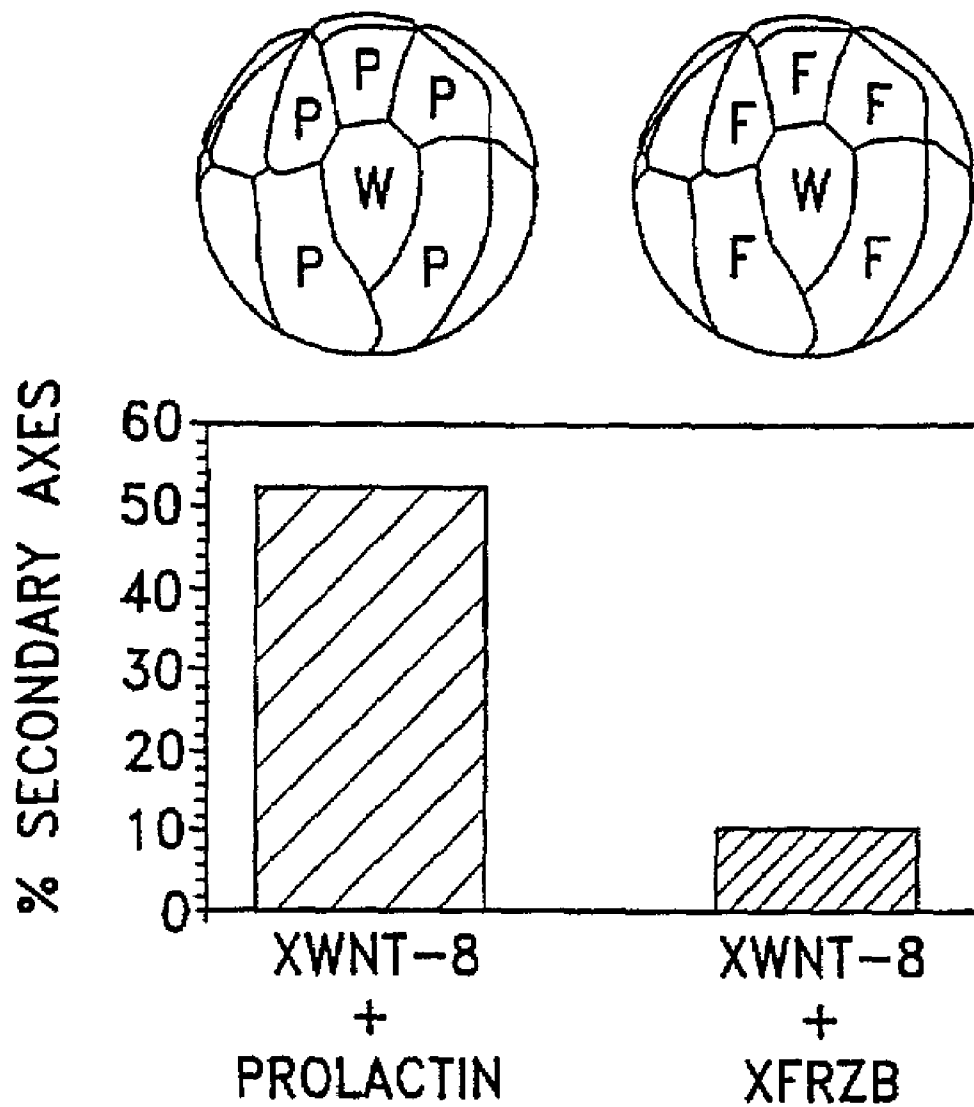 P
P P
W
P P
F
F F
W
F F
% SECONDARY AXES
60
50
40
30
20
10
0
XWNT-8
+
PROLACTIN
XWNT-8
+
XFRZB